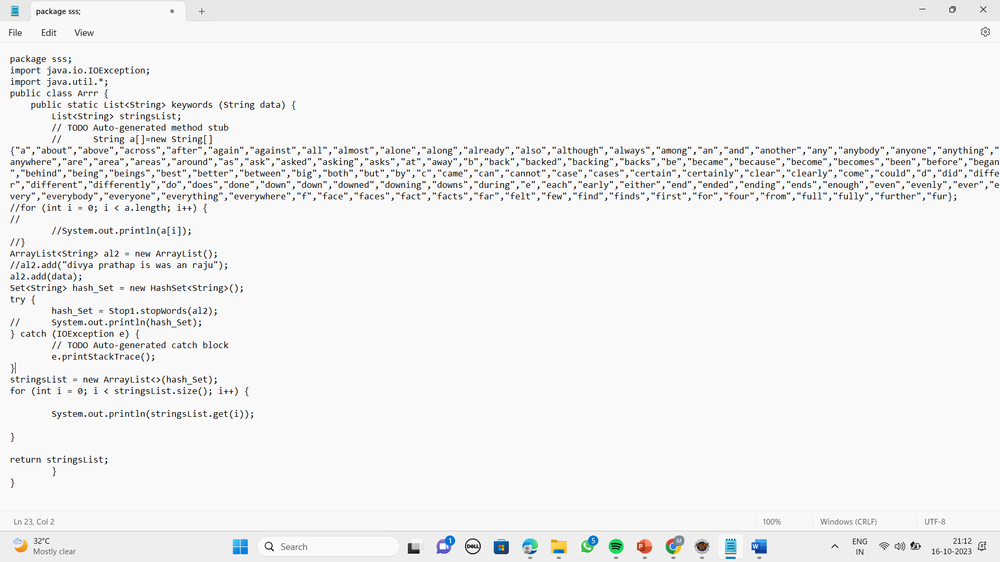 package sss;
File
Edit
View
package sss;
import java.io.IOException;
import java.util.*;
public class Arrr {
    public static List<String> keywords (String data) {
        List<String> stringsList;
        // TODO Auto-generated method stub
        //      String a[]=new String[]
{"a","about","above","across","after","again","against","all","almost","alone","along","already","also","although","always","among","an","and","another","any","anybody","anyone","anything","
anywhere","are","area","areas","around","as","ask","asked","asking","asks","at","away","b","back","backed","backing","backs","be","became","because","become","becomes","been","before","began
","behind","being","beings","best","better","between","big","both","but","by","c","came","can","cannot","case","cases","certain","certainly","clear","clearly","come","could","d","did","diffe
r","different","differently","do","does","done","down","down","downed","downing","downs","during","e","each","early","either","end","ended","ending","ends","enough","even","evenly","ever","e
very","everybody","everyone","everything","everywhere","f","face","faces","fact","facts","far","felt","few","find","finds","first","for","four","from","full","fully","further","fur};
//for (int i = 0; i < a.length; i++) {
//
        //System.out.println(a[i]);
//}
ArrayList<String> al2 = new ArrayList();
//al2.add("divya prathap is was an raju");
al2.add(data);
Set<String> hash_Set = new HashSet<String>();
try {
        hash_Set = Stop1.stopWords(al2);
//      System.out.println(hash_Set);
} catch (IOException e) {
        // TODO Auto-generated catch block
        e.printStackTrace();
}
stringsList = new ArrayList<>(hash_Set);
for (int i = 0; i < stringsList.size(); i++) {
        System.out.println(stringsList.get(i));
}
return stringsList;
        }
}
Ln 23, Col 2
100%
Windows (CRLF)
UTF-8
32°C
Mostly clear
Search
1
DELL
5
M
ENG
IN
21:12
16-10-2023